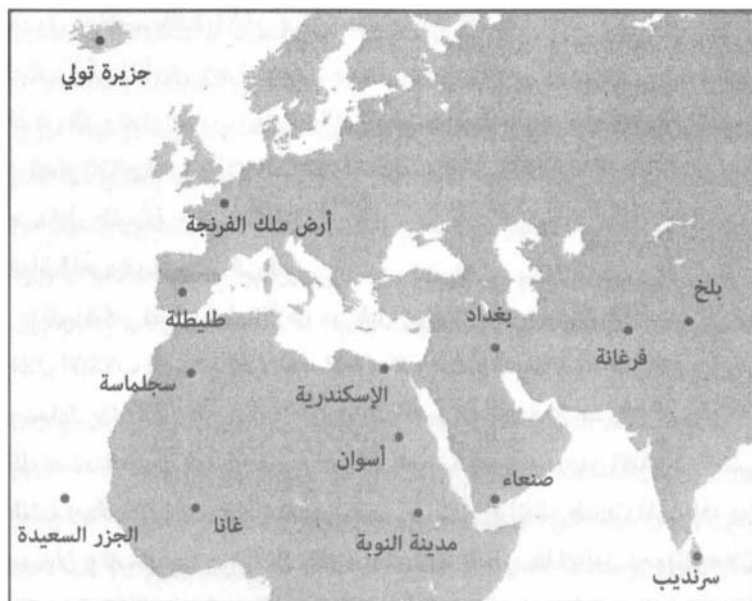 جزيرة تولي
أرض ملك الفرنجة
بلخ
طليطلة
بغداد
فرغانة
سجلماسة
الإسكندرية
أسوان
صنعاء
الجزر السعيدة
غانا
مدينة النوبة
سرنديب